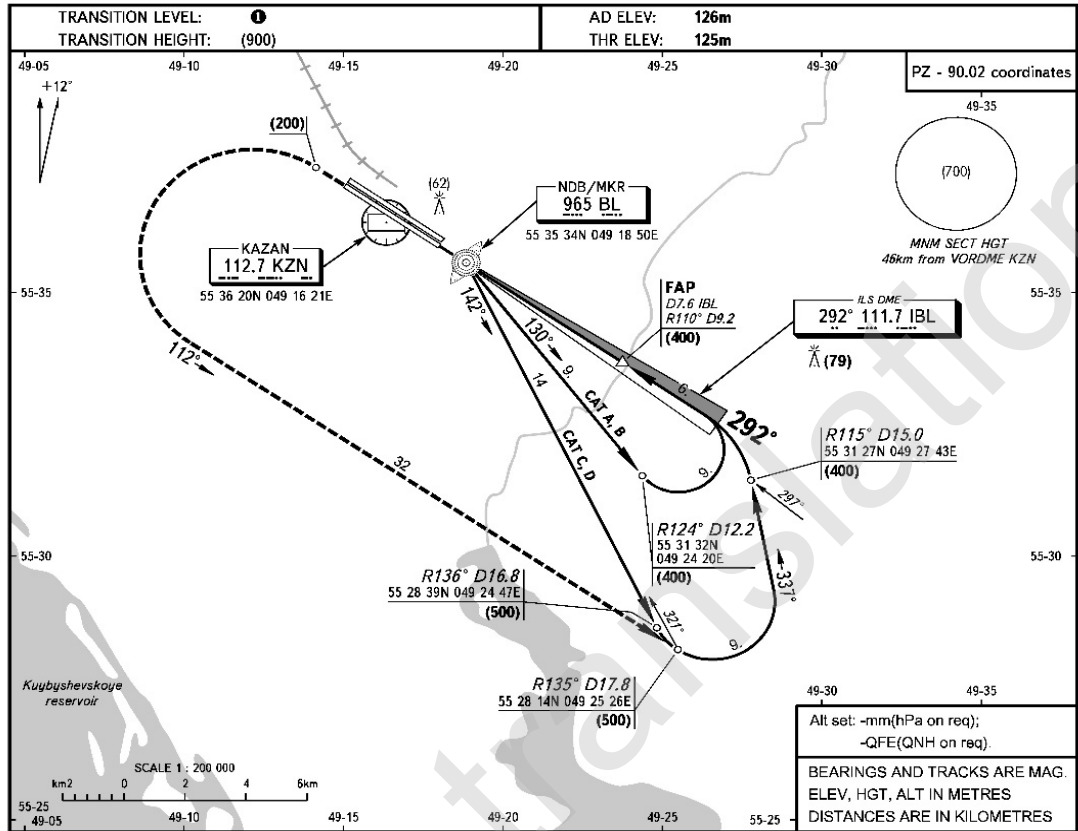 TRANSITION LEVEL: 1
TRANSITION HEIGHT: (900)
AD ELEV: 126m
THR ELEV: 125m
49-05
49-10
49-15
49-20
49-25
49-30
PZ - 90.02 coordinates
+12°
49-35
(200)
(62)
(700)
NDB/MKR
965 BL
55 35 34N 049 18 50E
MNM SECT HGT
46km from VORDME KZN
KAZAN
112.7 KZN
55 36 20N 049 16 21E
55-35
55-35
FAP
D7.6 IBL
R110° D9.2
(400)
ILS DME
292° 111.7 IBL
(79)
142°
130°
9.
14
CAT A, B
CAT C, D
6.
292°
112°
32
9.
R115° D15.0
55 31 27N 049 27 43E
(400)
297°
R124° D12.2
55 31 32N
049 24 20E
(400)
55-30
55-30
R136° D16.8
55 28 39N 049 24 47E
(500)
321°
337°
9.
R135° D17.8
55 28 14N 049 25 26E
(500)
Kuybyshevskoye
reservoir
49-30
49-35
Alt set: -mm(hPa on req);
-QFE(QNH on req).
BEARINGS AND TRACKS ARE MAG.
ELEV, HGT, ALT IN METRES
DISTANCES ARE IN KILOMETRES
SCALE 1 : 200 000
km2 0 2 4 6km
55-25
49-05
49-10
49-15
49-20
49-25
55-25
translation